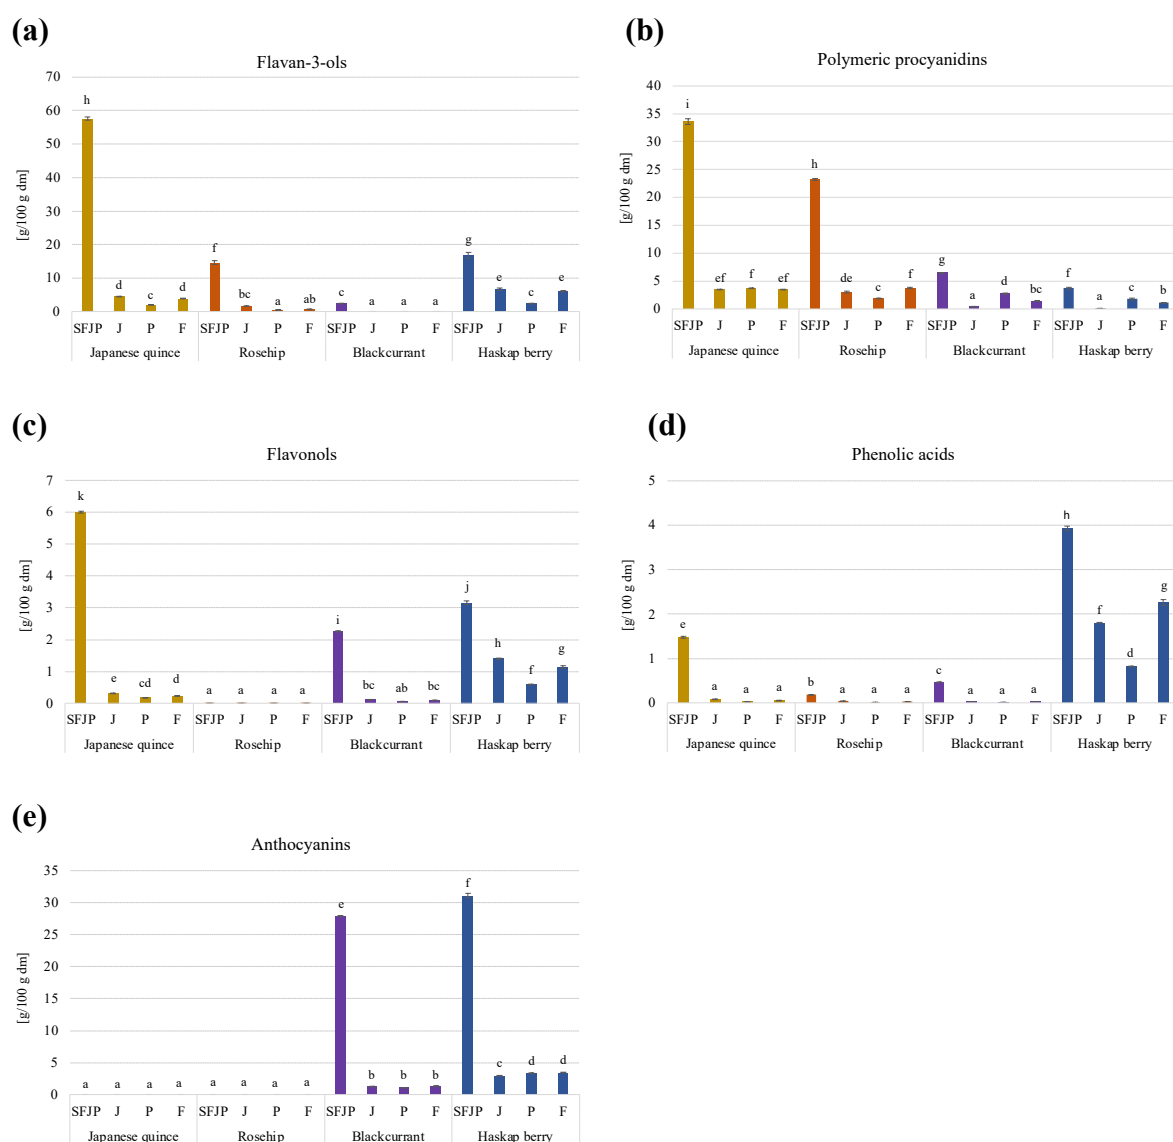 (a)
Flavan-3-ols
[g/100 g dm]
70
60
50
40
30
20
10
0
h d c d f bc a ab c a a a g e c e
SFJP J P F SFJP J P F SFJP J P F SFJP J P F
Japanese quince Rosehip Blackcurrant Haskap berry
(b)
Polymeric procyanidins
[g/100 g dm]
40
35
30
25
20
15
10
5
0
i ef f ef h de c f g a d bc f a c b
SFJP J P F SFJP J P F SFJP J P F SFJP J P F
Japanese quince Rosehip Blackcurrant Haskap berry
(c)
Flavonols
[g/100 g dm]
7
6
5
4
3
2
1
0
k e cd d a a a a i bc ab bc j h f g
SFJP J P F SFJP J P F SFJP J P F SFJP J P F
Japanese quince Rosehip Blackcurrant Haskap berry
(d)
Phenolic acids
[g/100 g dm]
5
4
3
2
1
0
e a a a b a a a c a a a h f d g
SFJP J P F SFJP J P F SFJP J P F SFJP J P F
Japanese quince Rosehip Blackcurrant Haskap berry
(e)
Anthocyanins
[g/100 g dm]
35
30
25
20
15
10
5
0
a a a a a a a a e b b b f c d d
SFJP J P F SFJP J P F SFJP J P F SFJP J P F
Japanese quince Rosehip Blackcurrant Haskap berry